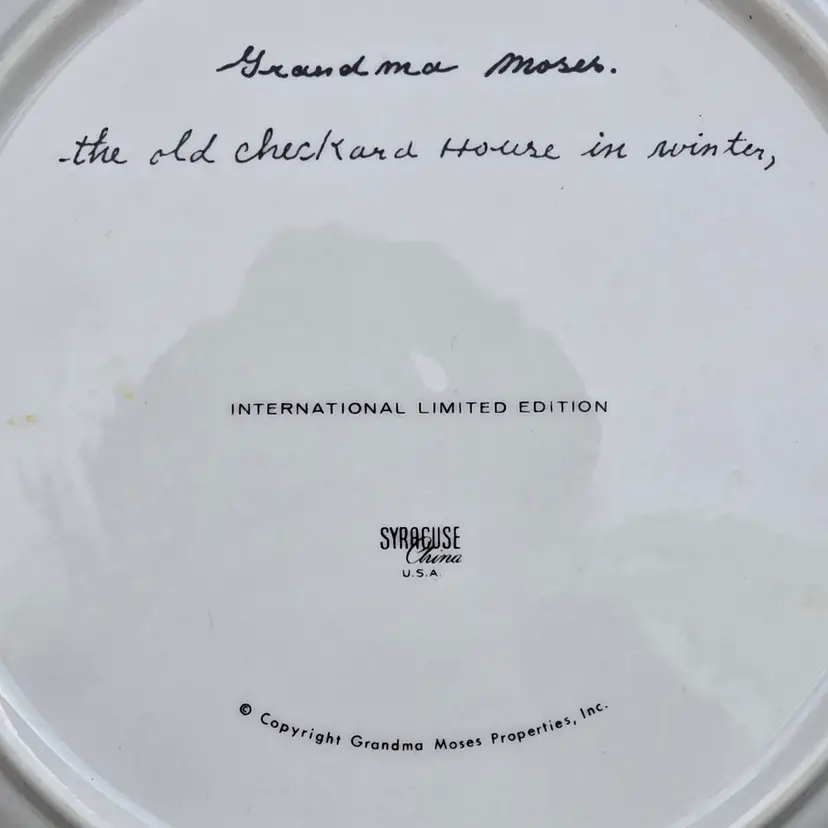 Grandma moses.
the old checkard House in winter,
INTERNATIONAL LIMITED EDITION
SYRACUSE
China
U.S.A.
© Copyright Grandma Moses Properties, Inc.